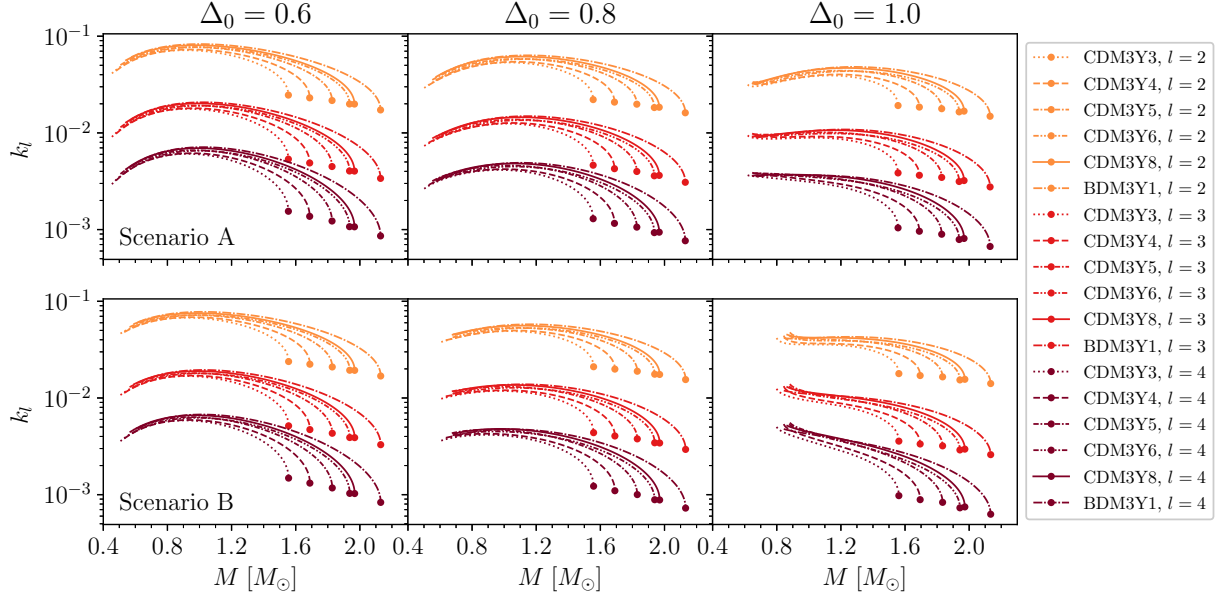 Δ₀ = 0.6 Δ₀ = 0.8 Δ₀ = 1.0
10⁻¹
10⁻²
10⁻³
k_l
Scenario A
10⁻¹
10⁻²
10⁻³
k_l
Scenario B
0.4 0.8 1.2 1.6 2.0 0.4 0.8 1.2 1.6 2.0 0.4 0.8 1.2 1.6 2.0
M [M⊙] M [M⊙] M [M⊙]
CDM3Y3, l = 2
CDM3Y4, l = 2
CDM3Y5, l = 2
CDM3Y6, l = 2
CDM3Y8, l = 2
BDM3Y1, l = 2
CDM3Y3, l = 3
CDM3Y4, l = 3
CDM3Y5, l = 3
CDM3Y6, l = 3
CDM3Y8, l = 3
BDM3Y1, l = 3
CDM3Y3, l = 4
CDM3Y4, l = 4
CDM3Y5, l = 4
CDM3Y6, l = 4
CDM3Y8, l = 4
BDM3Y1, l = 4